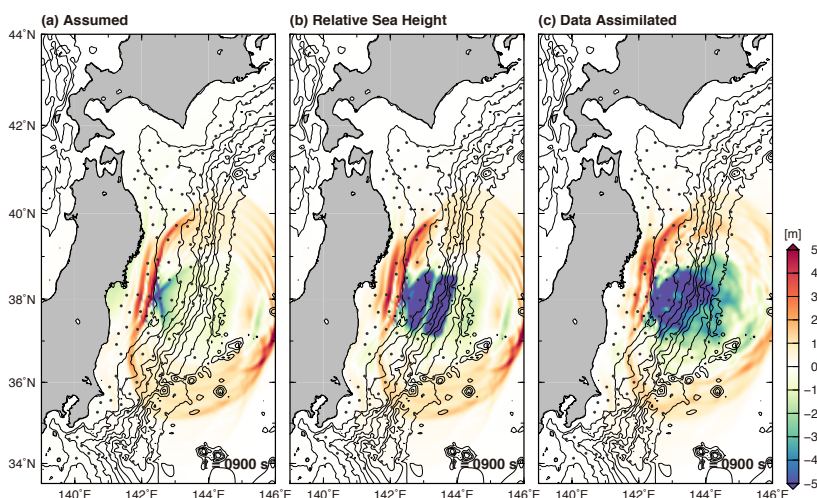 (a) Assumed
(b) Relative Sea Height
(c) Data Assimilated
44°N
42°N
40°N
38°N
36°N
34°N
[m]
5
4
3
2
1
0
−1
−2
−3
−4
−5
t = 0900 s
t = 0900 s
t = 0900 s
140°E
142°E
144°E
146°E
140°E
142°E
144°E
146°E
140°E
142°E
144°E
146°E